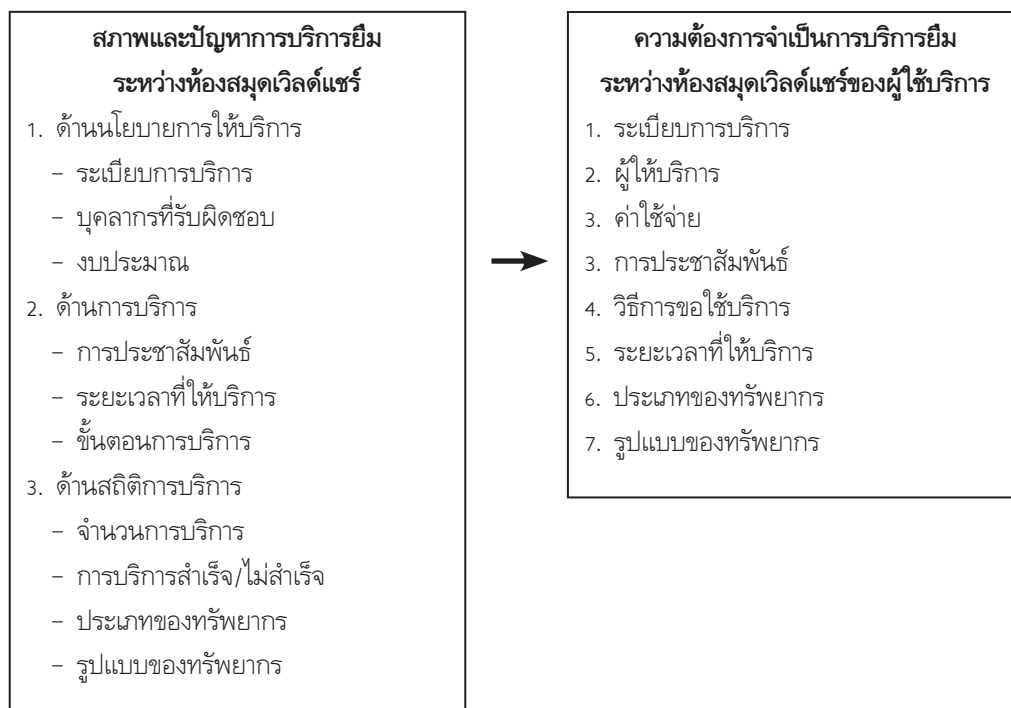 สภาพและปัญหาการบริการยืม
ระหว่างห้องสมุดเวิลด์แชร์
1. ด้านนโยบายการให้บริการ
– ระเบียบการบริการ
– บุคลากรที่รับผิดชอบ
– งบประมาณ
2. ด้านการบริการ
– การประชาสัมพันธ์
– ระยะเวลาที่ให้บริการ
– ขั้นตอนการบริการ
3. ด้านสถิติการบริการ
– จำนวนการบริการ
– การบริการสำเร็จ/ไม่สำเร็จ
– ประเภทของทรัพยากร
– รูปแบบของทรัพยากร
ความต้องการจำเป็นการบริการยืม
ระหว่างห้องสมุดเวิลด์แชร์ของผู้ใช้บริการ
1. ระเบียบการบริการ
2. ผู้ให้บริการ
3. ค่าใช้จ่าย
3. การประชาสัมพันธ์
4. วิธีการขอใช้บริการ
5. ระยะเวลาที่ให้บริการ
6. ประเภทของทรัพยากร
7. รูปแบบของทรัพยากร